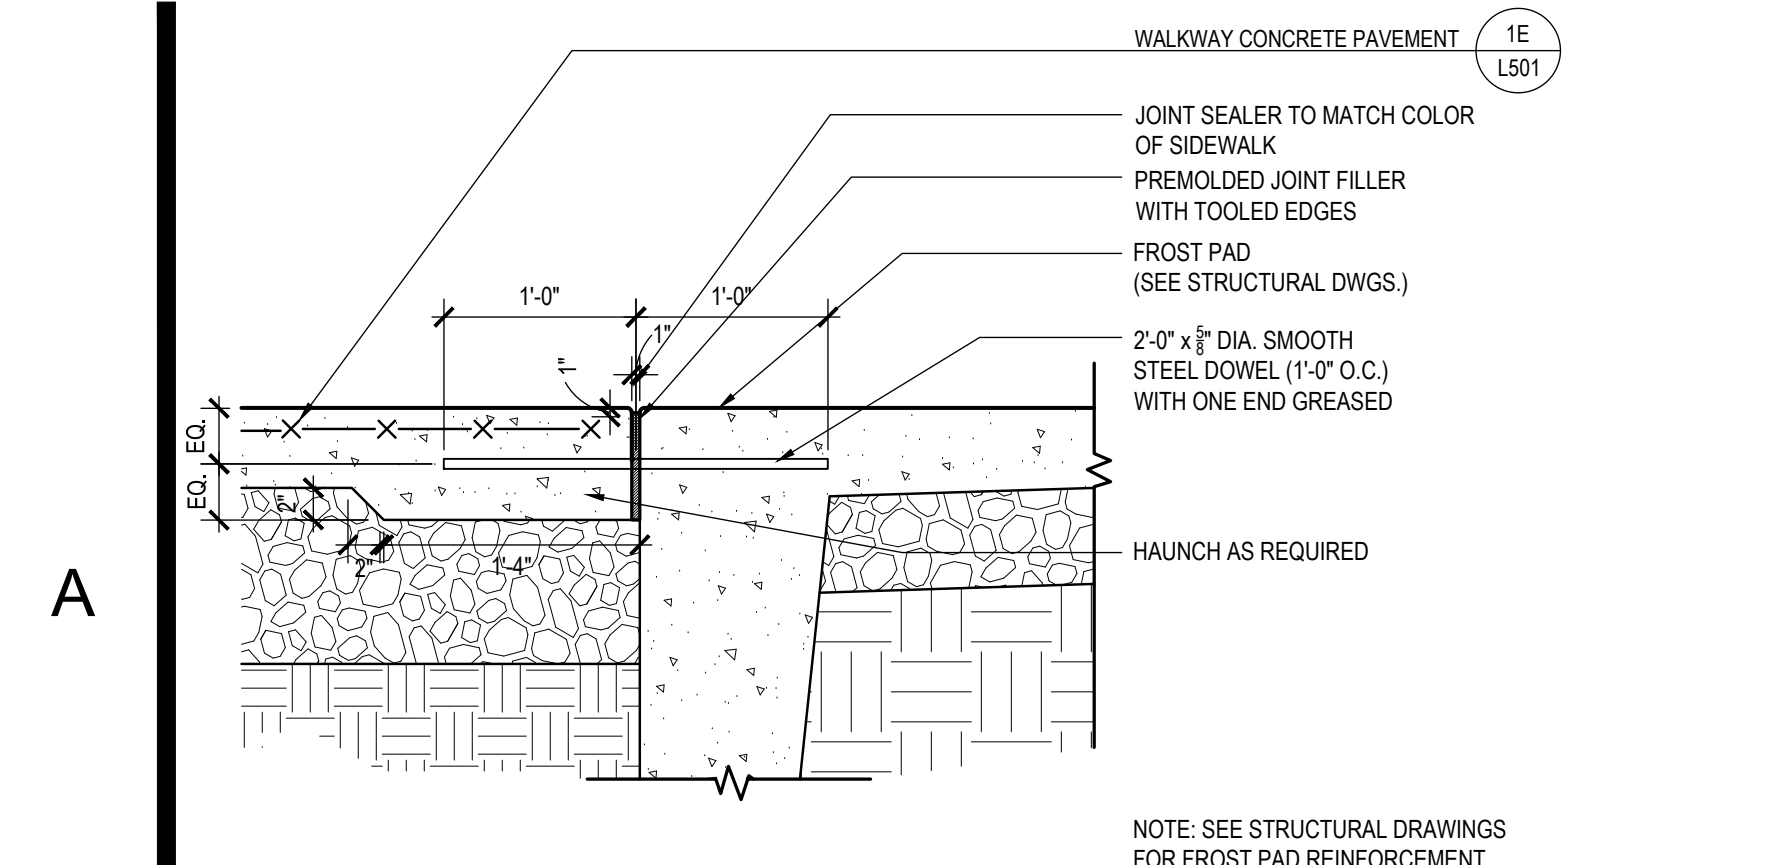 WALKWAY CONCRETE PAVEMENT
1E
L501
JOINT SEALER TO MATCH COLOR
OF SIDEWALK
PREMOLDED JOINT FILLER
WITH TOOLED EDGES
FROST PAD
(SEE STRUCTURAL DWGS.)
1'-0"
1'-0"
1"
1"
2'-0" x 5/8" DIA. SMOOTH
STEEL DOWEL (1'-0" O.C.)
WITH ONE END GREASED
EQ.
EQ.
2"
2"
1'-4"
HAUNCH AS REQUIRED
A
NOTE: SEE STRUCTURAL DRAWINGS
FOR FROST PAD REINFORCEMENT